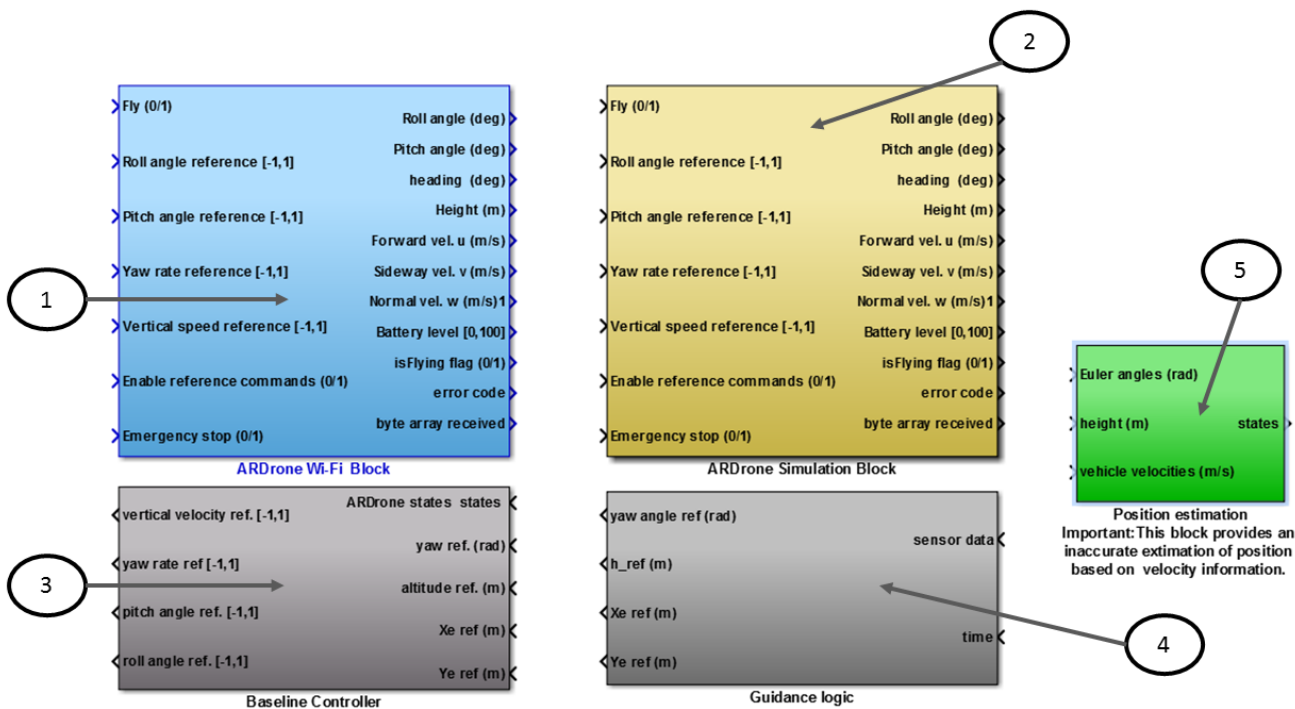 2
Fly (0/1)
Roll angle reference [-1,1]
Pitch angle reference [-1,1]
Yaw rate reference [-1,1]
Vertical speed reference [-1,1]
Enable reference commands (0/1)
Emergency stop (0/1)
Roll angle (deg)
Pitch angle (deg)
heading (deg)
Height (m)
Forward vel. u (m/s)
Sideway vel. v (m/s)
Normal vel. w (m/s)1
Battery level [0,100]
isFlying flag (0/1)
error code
byte array received
ARDrone Wi-Fi Block
1
Fly (0/1)
Roll angle reference [-1,1]
Pitch angle reference [-1,1]
Yaw rate reference [-1,1]
Vertical speed reference [-1,1]
Enable reference commands (0/1)
Emergency stop (0/1)
Roll angle (deg)
Pitch angle (deg)
heading (deg)
Height (m)
Forward vel. u (m/s)
Sideway vel. v (m/s)
Normal vel. w (m/s)1
Battery level [0,100]
isFlying flag (0/1)
error code
byte array received
ARDrone Simulation Block
5
Euler angles (rad)
height (m)
vehicle velocities (m/s)
states
Position estimation
Important: This block provides an
inaccurate extimation of position
based on velocity information.
3
vertical velocity ref. [-1,1]
yaw rate ref [-1,1]
pitch angle ref. [-1,1]
roll angle ref. [-1,1]
ARDrone states states
yaw ref. (rad)
altitude ref. (m)
Xe ref (m)
Ye ref (m)
Baseline Controller
yaw angle ref (rad)
h_ref (m)
Xe ref (m)
Ye ref (m)
sensor data
time
Guidance logic
4